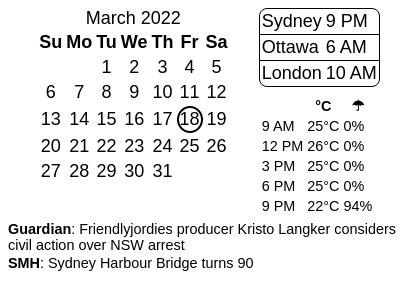 March 2022
Su Mo Tu We Th Fr Sa
1 2 3 4 5
6 7 8 9 10 11 12
13 14 15 16 17 18 19
20 21 22 23 24 25 26
27 28 29 30 31
Sydney 9 PM
Ottawa 6 AM
London 10 AM
°C ☂
9 AM 25°C 0%
12 PM 26°C 0%
3 PM 25°C 0%
6 PM 25°C 0%
9 PM 22°C 94%
Guardian: Friendlyjordies producer Kristo Langker considers
civil action over NSW arrest
SMH: Sydney Harbour Bridge turns 90